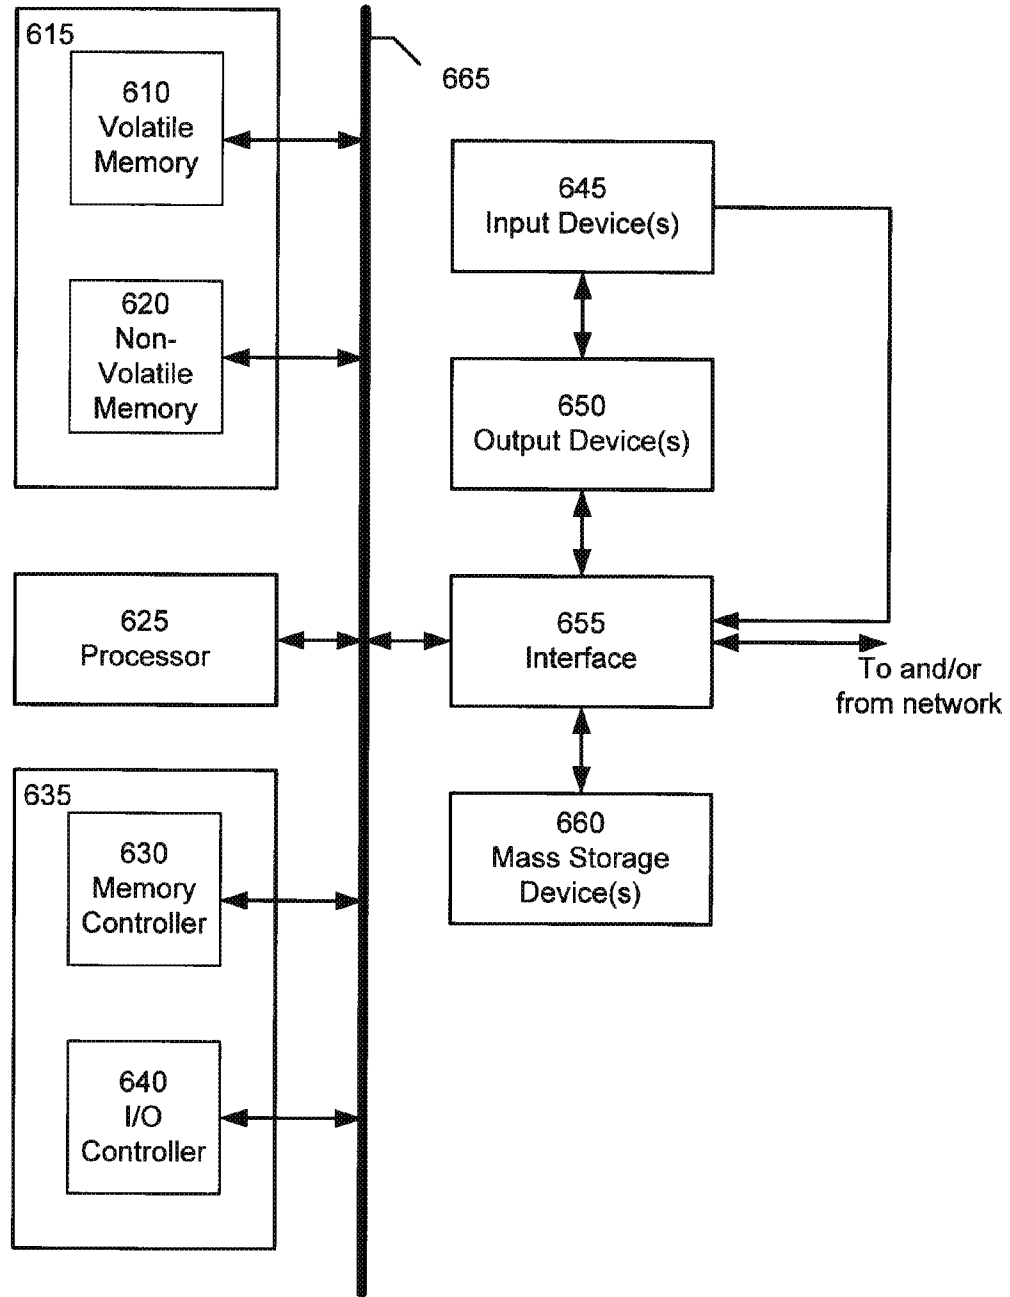 615
610
Volatile
Memory
620
Non-
Volatile
Memory
665
645
Input Device(s)
650
Output Device(s)
625
Processor
655
Interface
To and/or
from network
660
Mass Storage
Device(s)
635
630
Memory
Controller
640
I/O
Controller